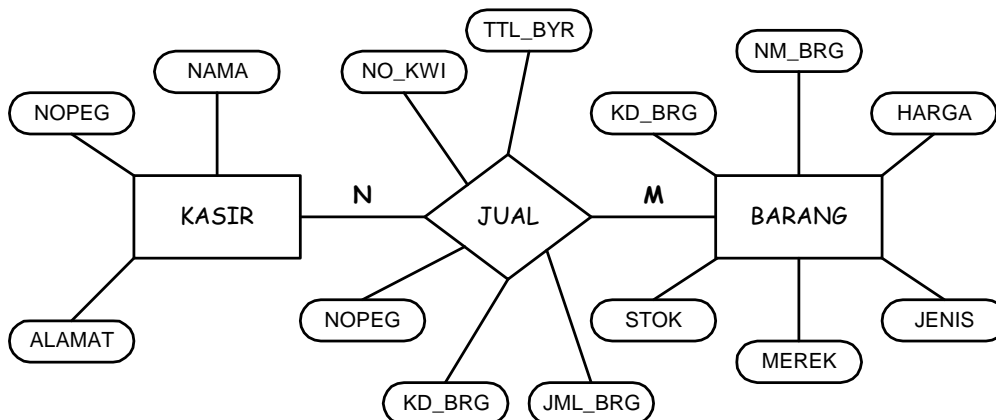 TTL_BYR
NM_BRG
NAMA
NO_KWI
NOPEG
KD_BRG
HARGA
N
M
KASIR
JUAL
BARANG
NOPEG
STOK
JENIS
ALAMAT
MEREK
KD_BRG
JML_BRG